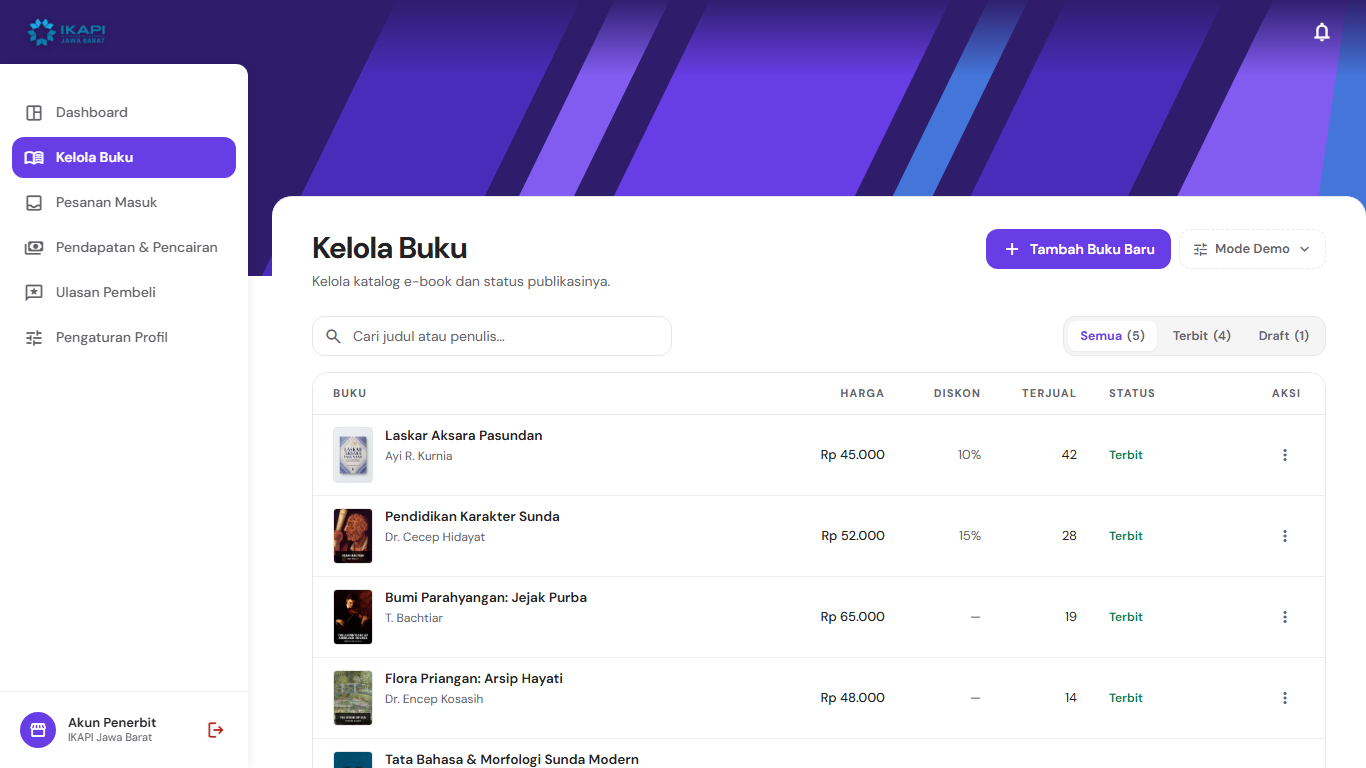 IKAPI
JAWA BARAT
Dashboard
Kelola Buku
Pesanan Masuk
Pendapatan & Pencairan
Ulasan Pembeli
Pengaturan Profil
Akun Penerbit
IKAPI Jawa Barat
Kelola Buku
Kelola katalog e-book dan status publikasinya.
Tambah Buku Baru
Mode Demo
Cari judul atau penulis...
Semua (5) Terbit (4) Draft (1)
BUKU HARGA DISKON TERJUAL STATUS AKSI
LASKAR
AKSARA
Laskar Aksara Pasundan
Ayi R. Kurnia
Rp 45.000 10% 42 Terbit
Pendidikan Karakter Sunda
Dr. Cecep Hidayat
Rp 52.000 15% 28 Terbit
Bumi Parahyangan: Jejak Purba
T. Bachtiar
Rp 65.000 — 19 Terbit
Flora Priangan: Arsip Hayati
Dr. Encep Kosasih
Rp 48.000 — 14 Terbit
Tata Bahasa & Morfologi Sunda Modern